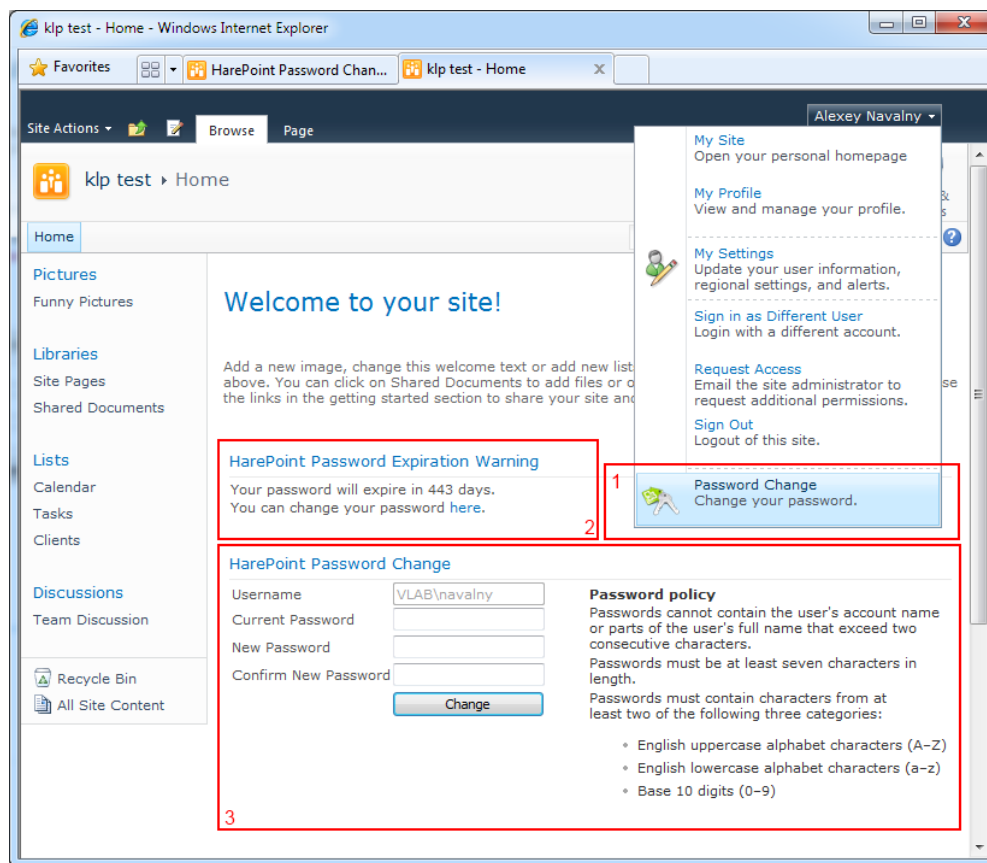 klp test - Home - Windows Internet Explorer
Favorites
HarePoint Password Chan...
klp test - Home
x
Site Actions
Browse
Page
Alexey Navalny
klp test
Home
Home
Pictures
Funny Pictures
Libraries
Site Pages
Shared Documents
Lists
Calendar
Tasks
Clients
Discussions
Team Discussion
Recycle Bin
All Site Content
Welcome to your site!
Add a new image, change this welcome text or add new list
above. You can click on Shared Documents to add files or o
the links in the getting started section to share your site and
My Site
Open your personal homepage
My Profile
View and manage your profile.
My Settings
Update your user information,
regional settings, and alerts.
Sign in as Different User
Login with a different account.
Request Access
Email the site administrator to
request additional permissions.
Sign Out
Logout of this site.
1
Password Change
Change your password.
HarePoint Password Expiration Warning
Your password will expire in 443 days.
You can change your password here.
2
HarePoint Password Change
Username
VLAB\navalny
Current Password
New Password
Confirm New Password
Change
Password policy
Passwords cannot contain the user's account name
or parts of the user's full name that exceed two
consecutive characters.
Passwords must be at least seven characters in
length.
Passwords must contain characters from at
least two of the following three categories:
• English uppercase alphabet characters (A–Z)
• English lowercase alphabet characters (a–z)
• Base 10 digits (0–9)
3